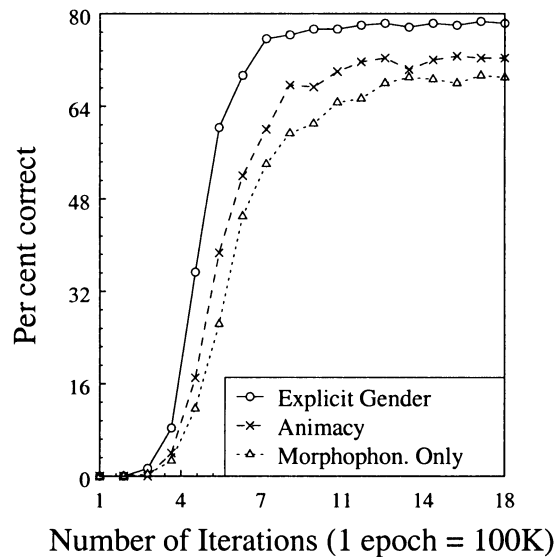 80
64
48
32
16
0
Per cent correct
Explicit Gender
Animacy
Morphophon. Only
1 4 7 11 14 18
Number of Iterations (1 epoch = 100K)